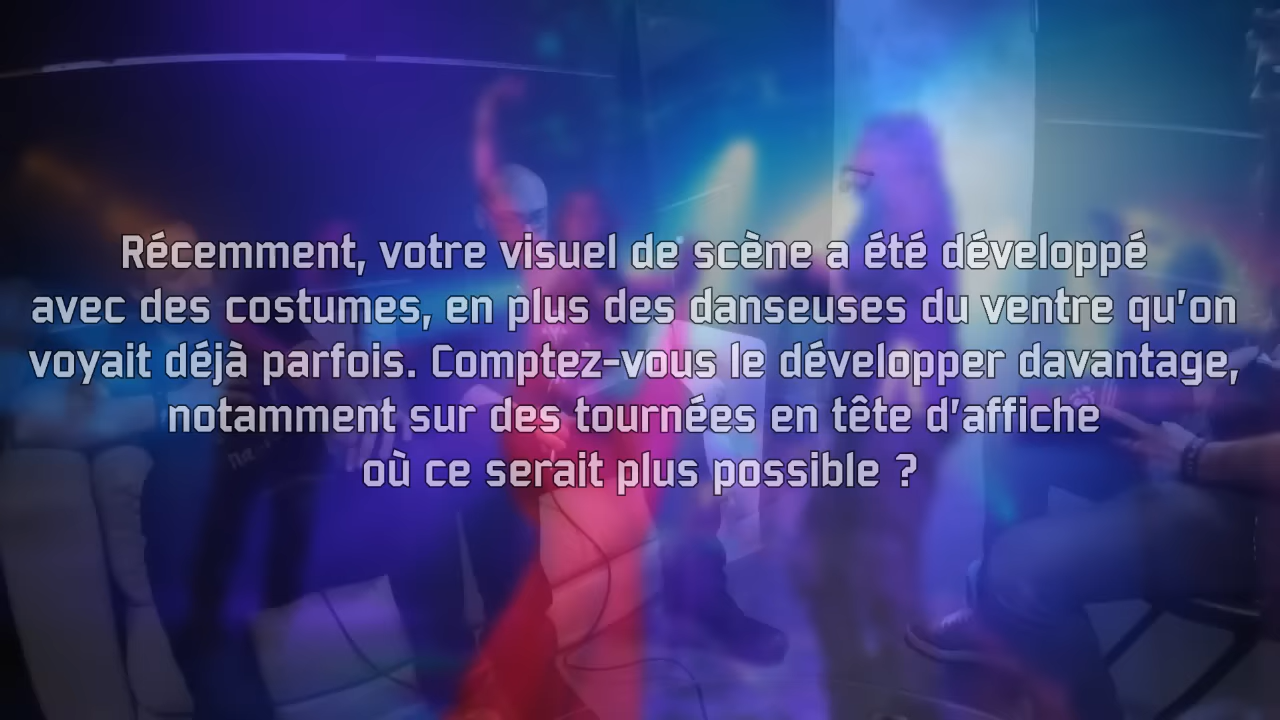 Récemment, votre visuel de scène a été développé
avec des costumes, en plus des danseuses du ventre qu'on
voyait déjà parfois. Comptez-vous le développer davantage,
notamment sur des tournées en tête d'affiche
où ce serait plus possible ?